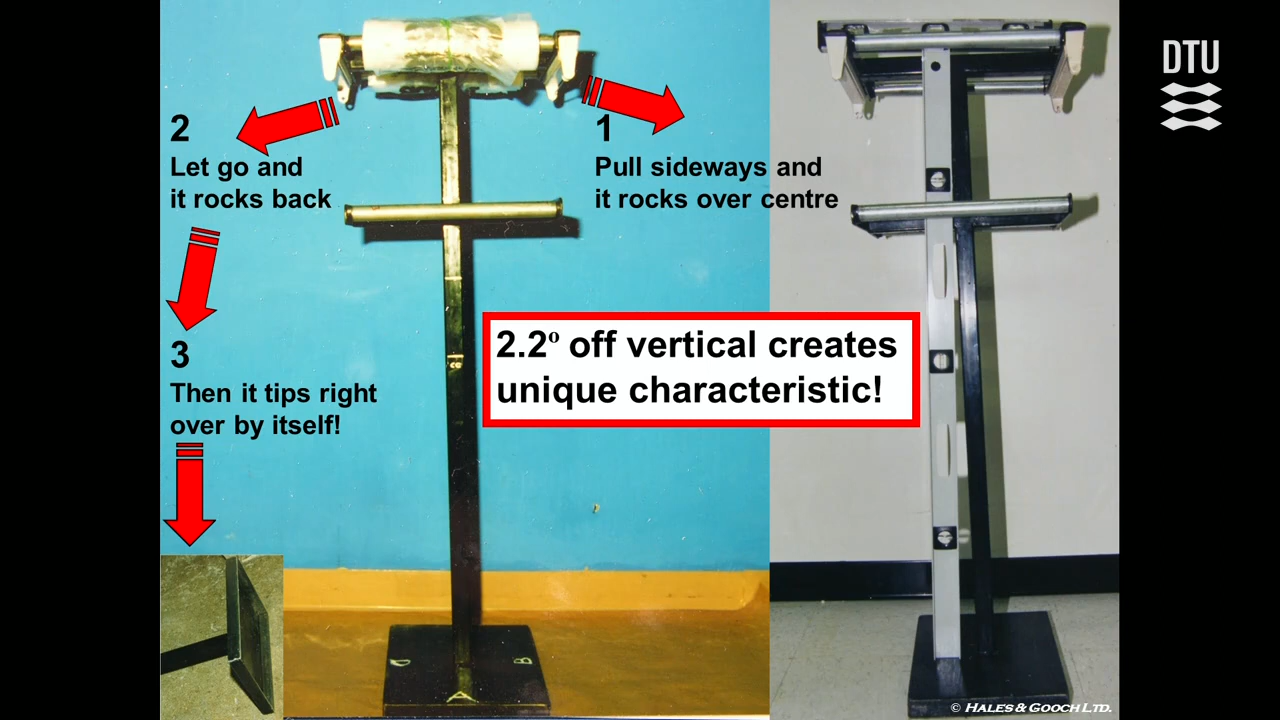 DTU
1
Pull sideways and
it rocks over centre
2
Let go and
it rocks back
3
Then it tips right
over by itself!
2.2º off vertical creates
unique characteristic!
D
B
A
© HALES & GOOCH LTD.